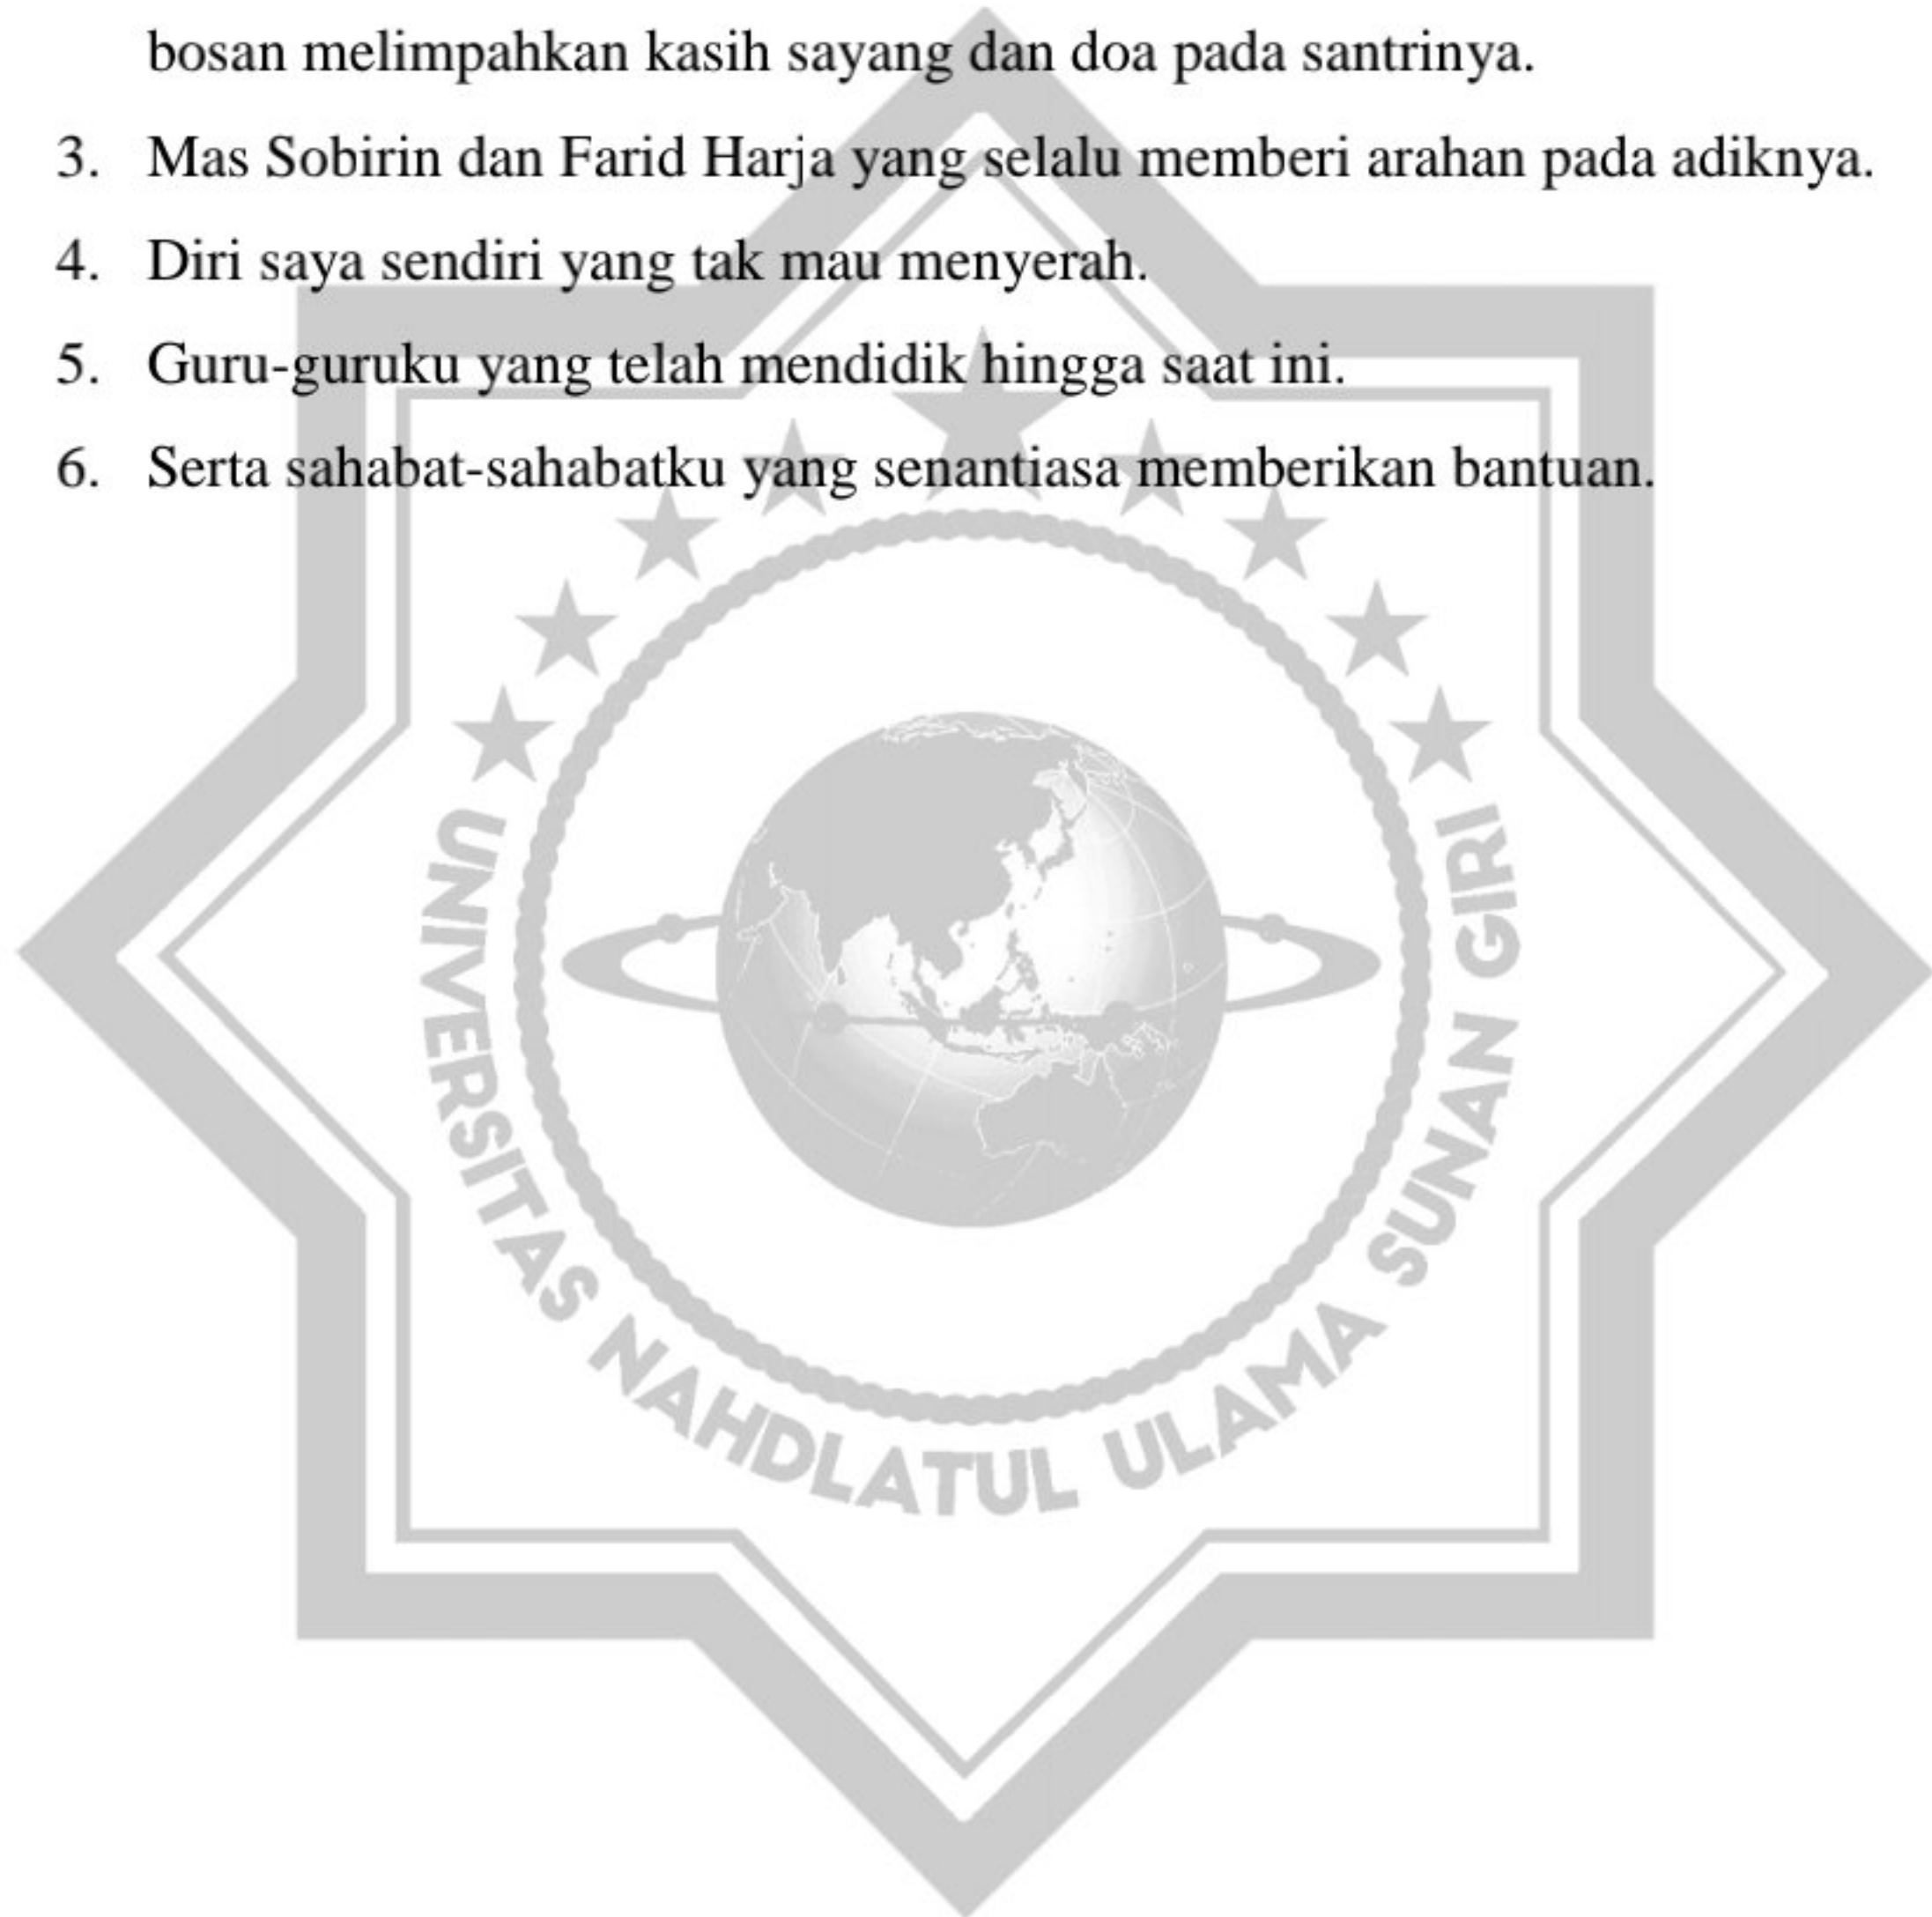 bosan melimpahkan kasih sayang dan doa pada santrinya.
3. Mas Sobirin dan Farid Harja yang selalu memberi arahan pada adiknya.
4. Diri saya sendiri yang tak mau menyerah.
5. Guru-guruku yang telah mendidik hingga saat ini.
6. Serta sahabat-sahabatku yang senantiasa memberikan bantuan.
UNIVERSITAS NAHDLATUL ULAMA SUNAN GIRI